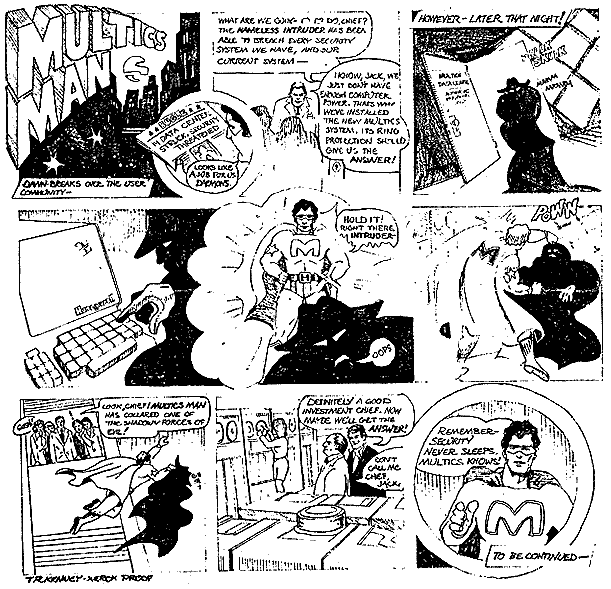 MULTICS
MAN
DATA CENTER
SECURITY
THREATENED
LOOKS LIKE
A JOB FOR US
DAEMONS.
DAWN BREAKS OVER THE USER
COMMUNITY—
WHAT ARE WE GOING TO DO, CHIEF?
THE NAMELESS INTRUDER HAS BEEN
ABLE TO BREACH EVERY SECURITY
SYSTEM WE HAVE, AND OUR
CURRENT SYSTEM —
I KNOW, JACK, WE
JUST DON'T HAVE
ENOUGH COMPUTER
POWER. THAT'S WHY
WE'VE INSTALLED
THE NEW MULTICS
SYSTEM. ITS RING
PROTECTION SHOULD
GIVE US THE
ANSWER!
HOWEVER - LATER THAT NIGHT!
MULTICS
Honeywell
HOLD IT!
RIGHT THERE,
INTRUDER—
M
OOPS
POWN
M
LOOK, CHIEF! MULTICS MAN
HAS COLLARED ONE OF
THE SHADOWY FORCES OF
EVIL!
DEFINITELY A GOOD
INVESTMENT CHIEF. NOW
MAYBE WE'LL GET THE
ANSWER!
DON'T
CALL ME
CHIEF,
JACK.
REMEMBER—
SECURITY
NEVER SLEEPS.
MULTICS KNOWS!
M
TO BE CONTINUED—